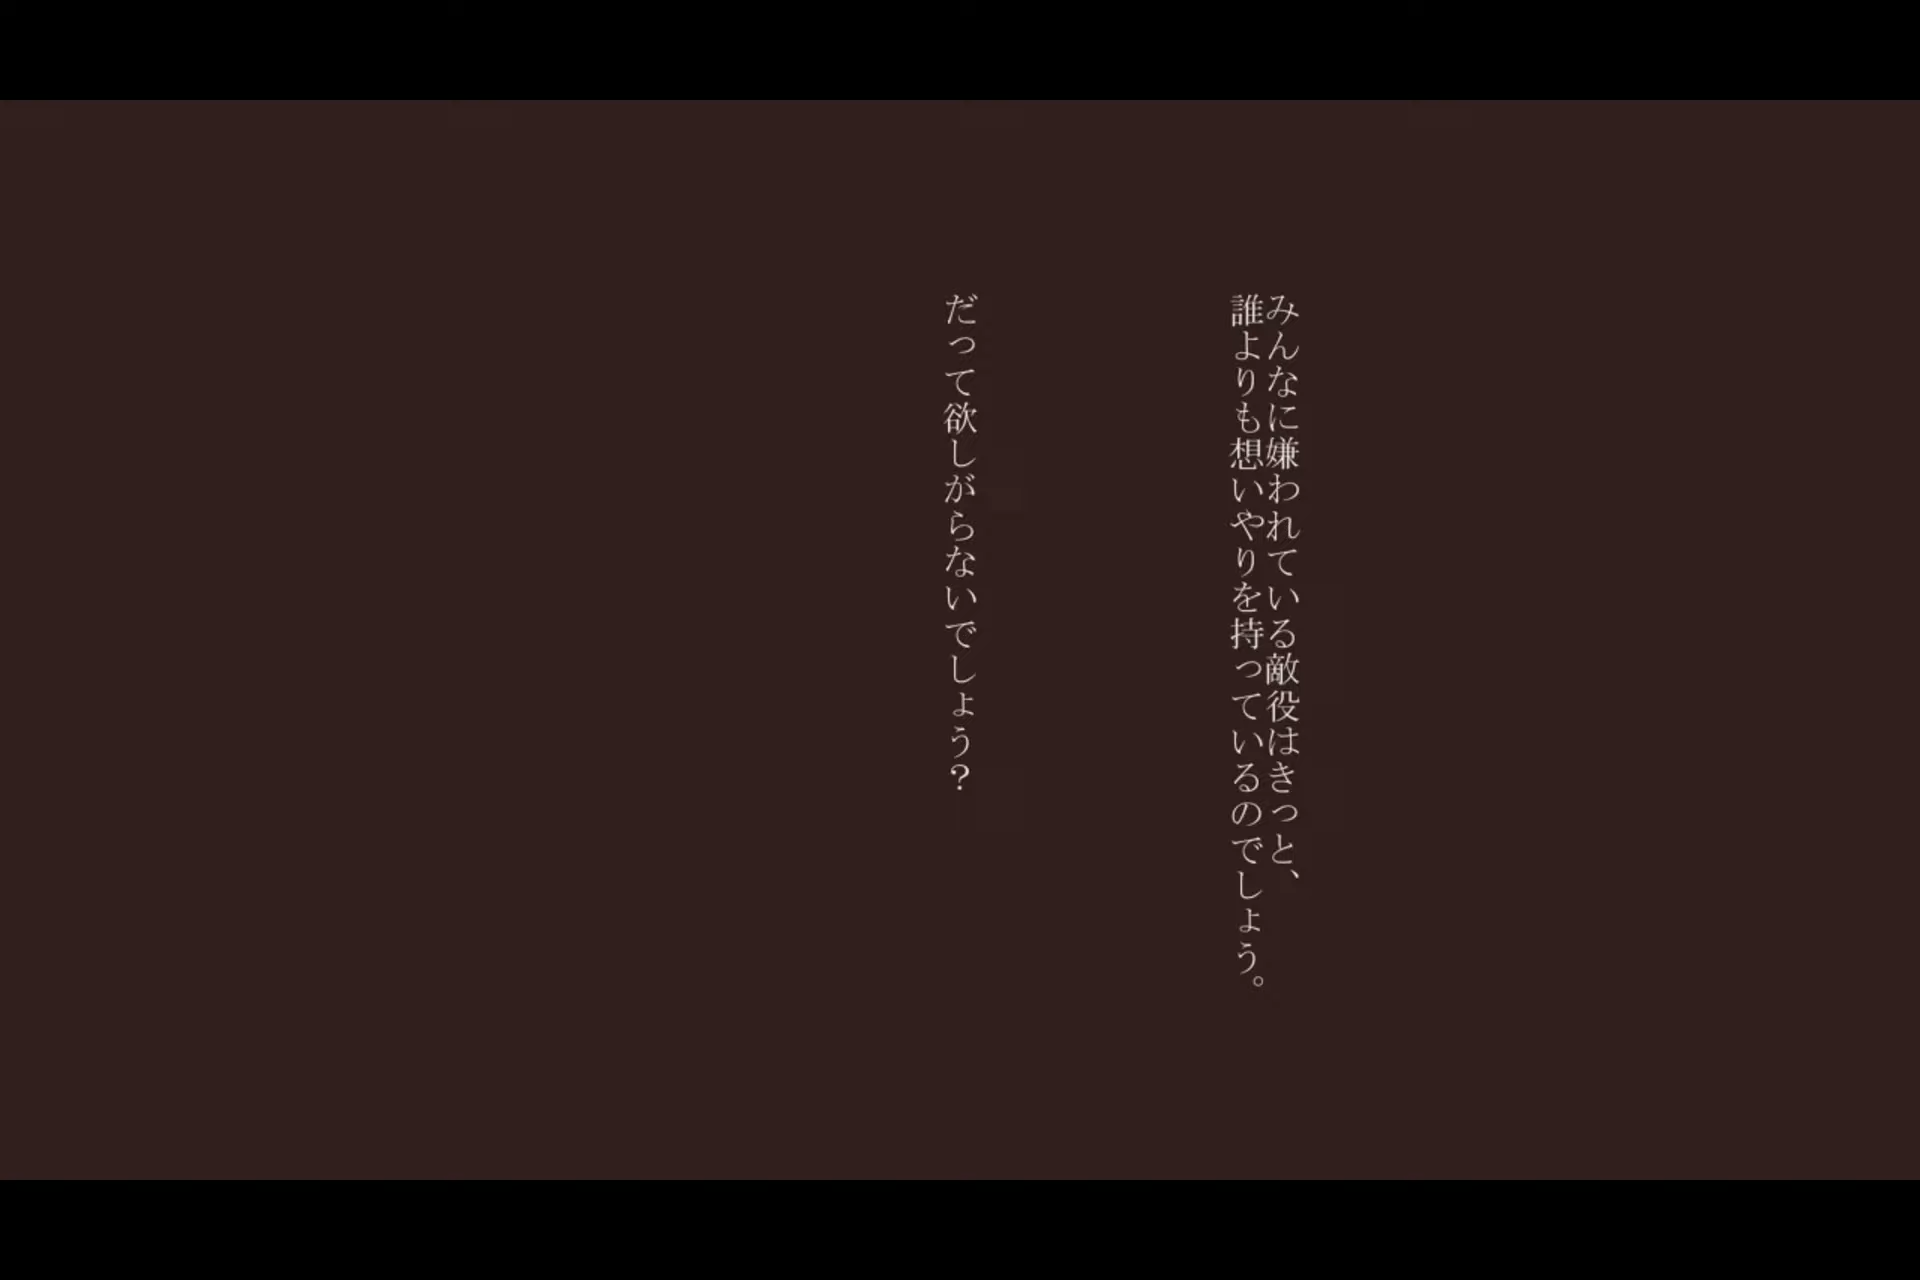 みんなに嫌われている敵役はきっと、
誰よりも想いやりを持っているのでしょう。
だって欲しがらないでしょう？